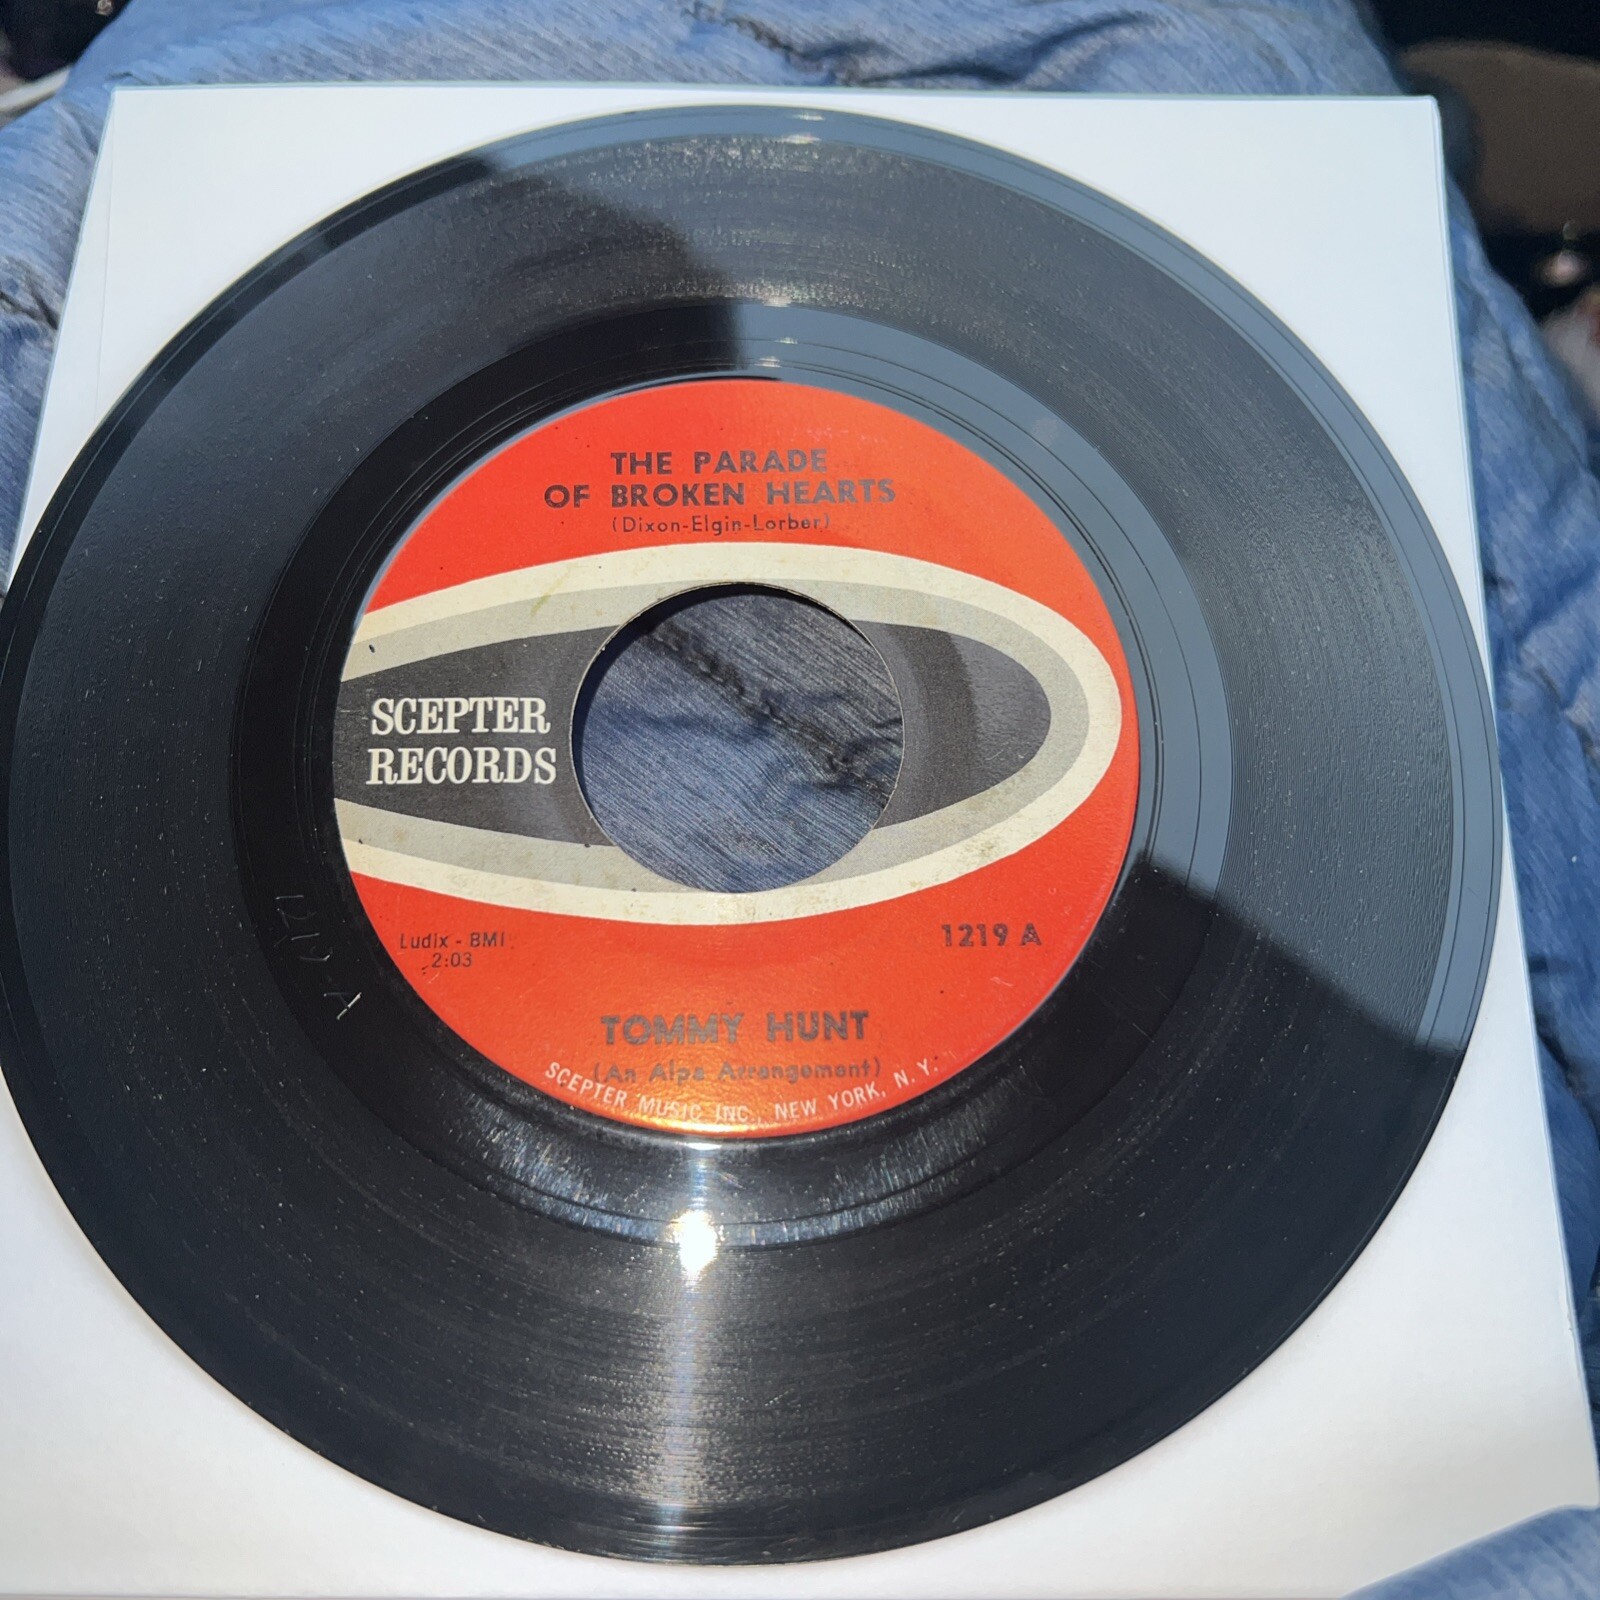 THE PARADE
OF BROKEN HEARTS
(Dixon-Elgin-Lorber)
SCEPTER
RECORDS
Ludix - BMI
2:03
1219 A
TOMMY HUNT
(An Alpa Arrangement)
SCEPTER MUSIC INC., NEW YORK, N. Y.
1219 A